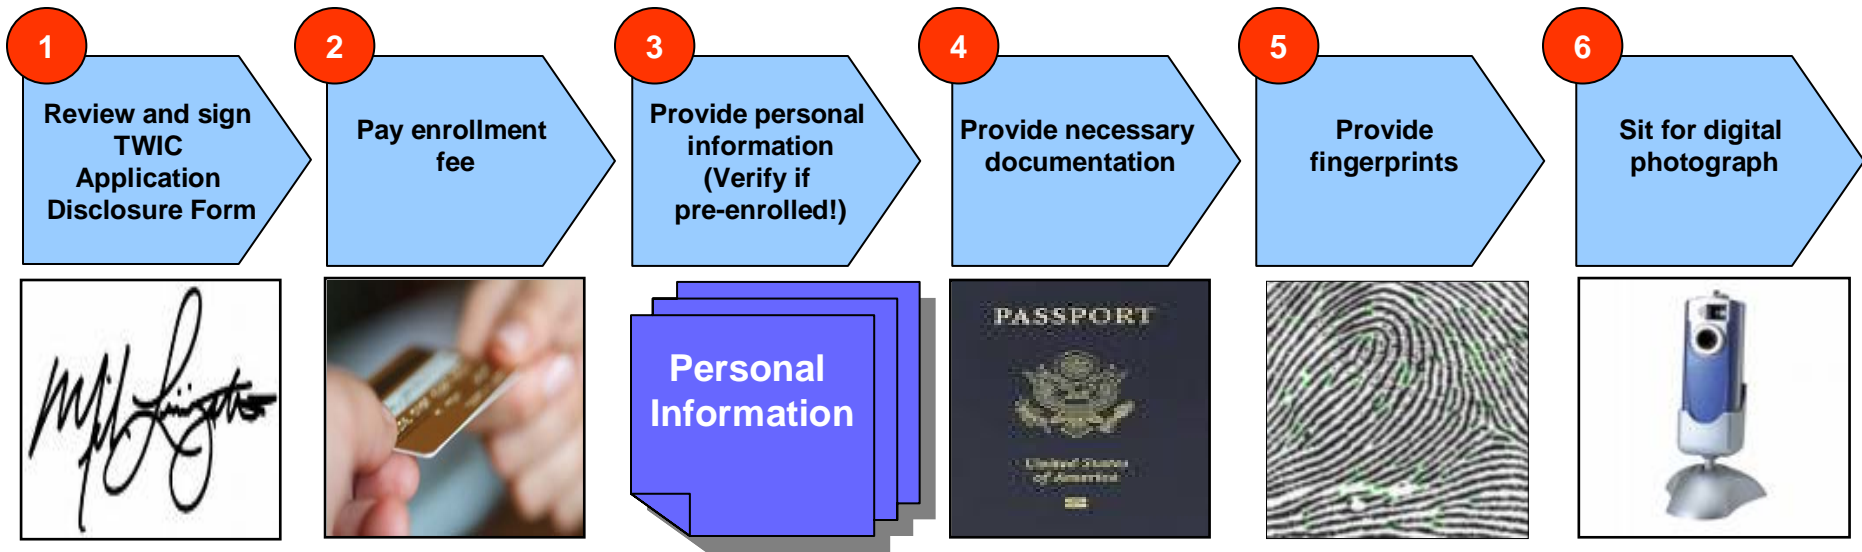 1
Review and sign
TWIC
Application
Disclosure Form
2
Pay enrollment
fee
3
Provide personal
information
(Verify if
pre-enrolled!)
4
Provide necessary
documentation
5
Provide
fingerprints
6
Sit for digital
photograph
Personal
Information
PASSPORT
United States
of America